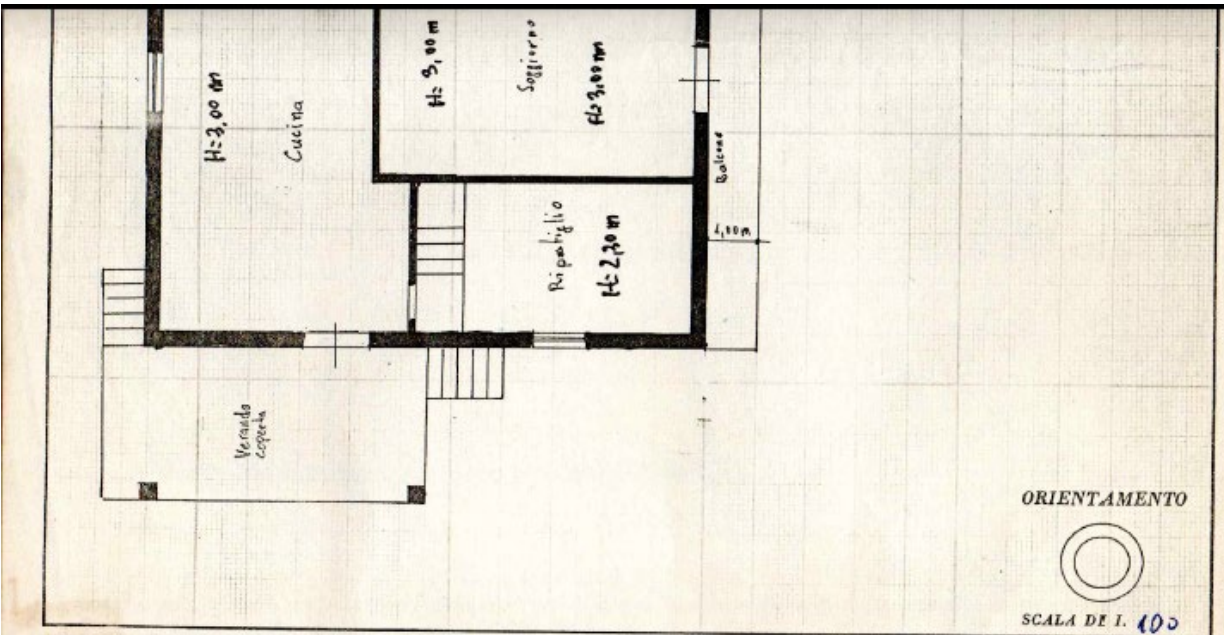 H=3,00 m
Cucina
H= 3,00 m
Soggiorno
H=3,00 m
Balcone
1,00 m
Ripostiglio
H=2,20 m
Veranda
coperta
ORIENTAMENTO
SCALA DI 1. 100